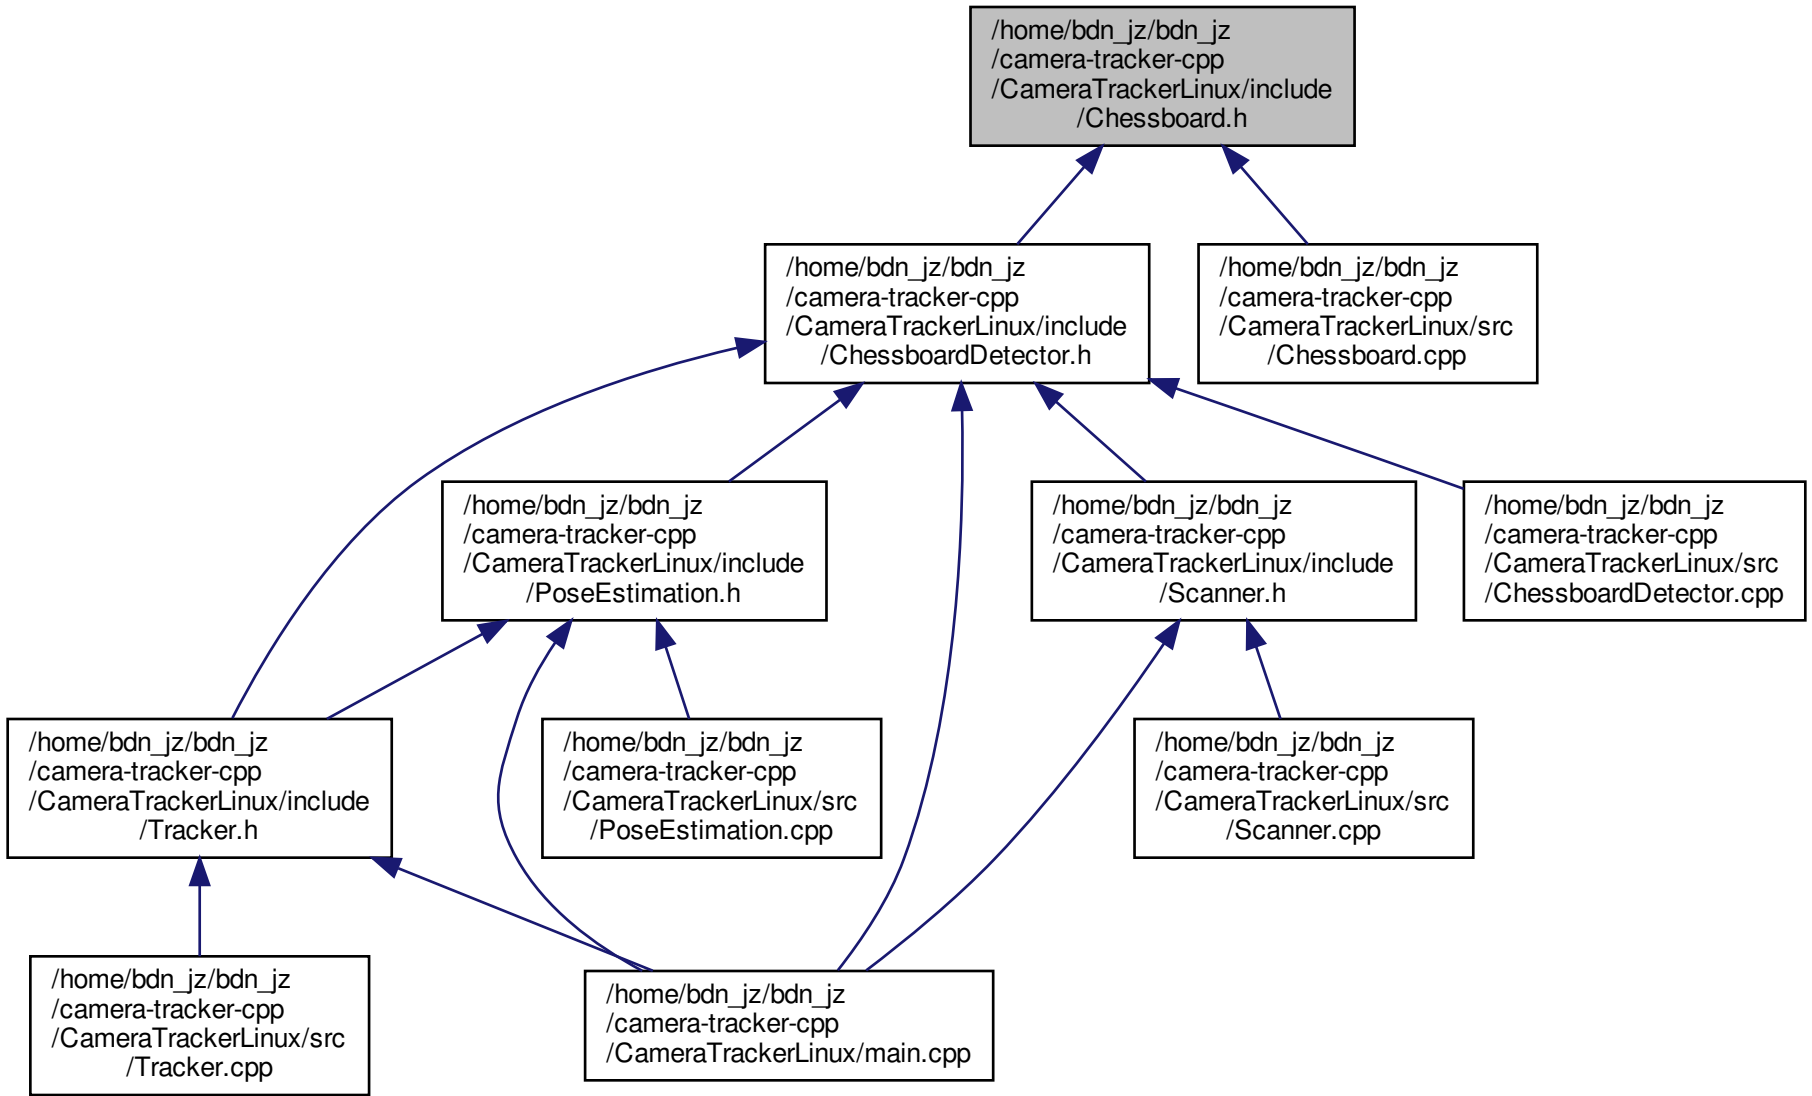 /home/bdn_jz/bdn_jz
/camera-tracker-cpp
/CameraTrackerLinux/include
/Chessboard.h
/home/bdn_jz/bdn_jz
/camera-tracker-cpp
/CameraTrackerLinux/include
/ChessboardDetector.h
/home/bdn_jz/bdn_jz
/camera-tracker-cpp
/CameraTrackerLinux/src
/Chessboard.cpp
/home/bdn_jz/bdn_jz
/camera-tracker-cpp
/CameraTrackerLinux/include
/PoseEstimation.h
/home/bdn_jz/bdn_jz
/camera-tracker-cpp
/CameraTrackerLinux/include
/Scanner.h
/home/bdn_jz/bdn_jz
/camera-tracker-cpp
/CameraTrackerLinux/src
/ChessboardDetector.cpp
/home/bdn_jz/bdn_jz
/camera-tracker-cpp
/CameraTrackerLinux/include
/Tracker.h
/home/bdn_jz/bdn_jz
/camera-tracker-cpp
/CameraTrackerLinux/src
/PoseEstimation.cpp
/home/bdn_jz/bdn_jz
/camera-tracker-cpp
/CameraTrackerLinux/src
/Scanner.cpp
/home/bdn_jz/bdn_jz
/camera-tracker-cpp
/CameraTrackerLinux/src
/Tracker.cpp
/home/bdn_jz/bdn_jz
/camera-tracker-cpp
/CameraTrackerLinux/main.cpp